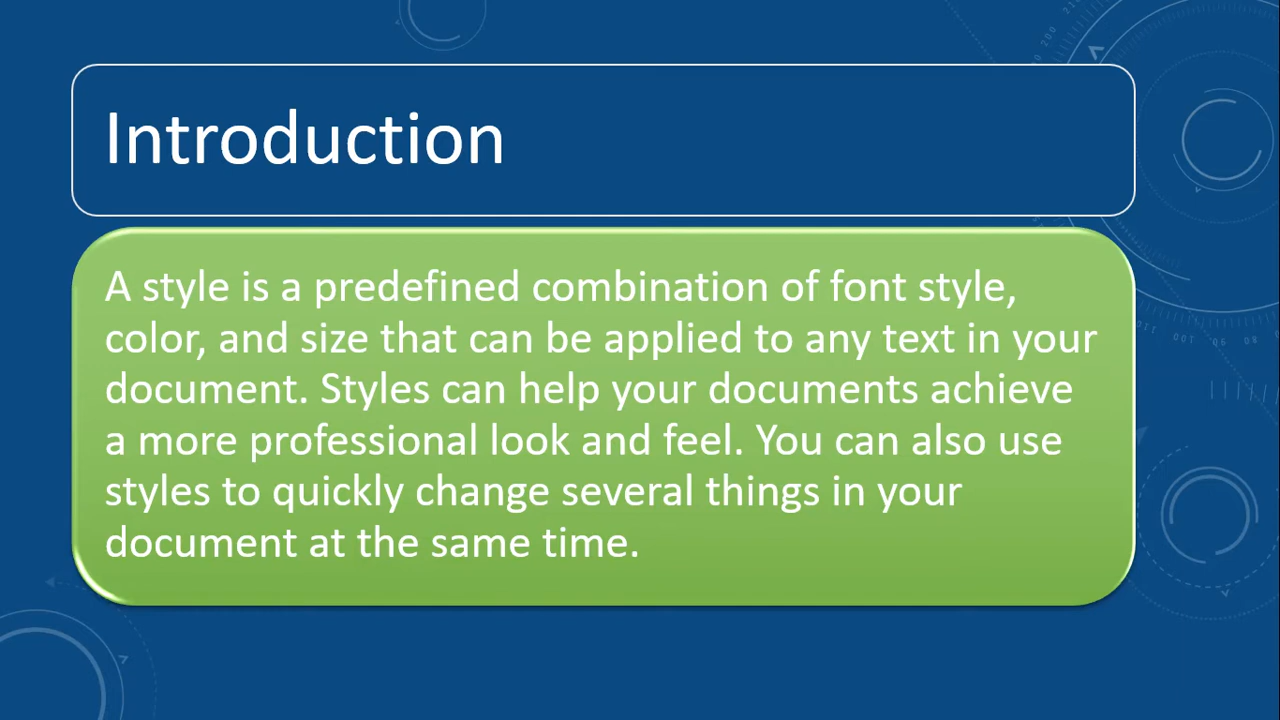 Introduction
A style is a predefined combination of font style,
color, and size that can be applied to any text in your
document. Styles can help your documents achieve
a more professional look and feel. You can also use
styles to quickly change several things in your
document at the same time.